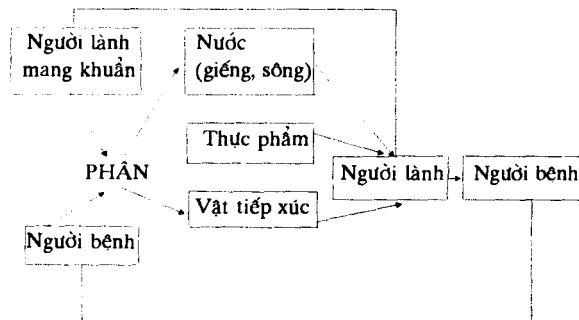 Người lành
mang khuẩn
Nước
(giếng, sông)
Thực phẩm
PHÂN
Người lành
Người bệnh
Vật tiếp xúc
Người bệnh